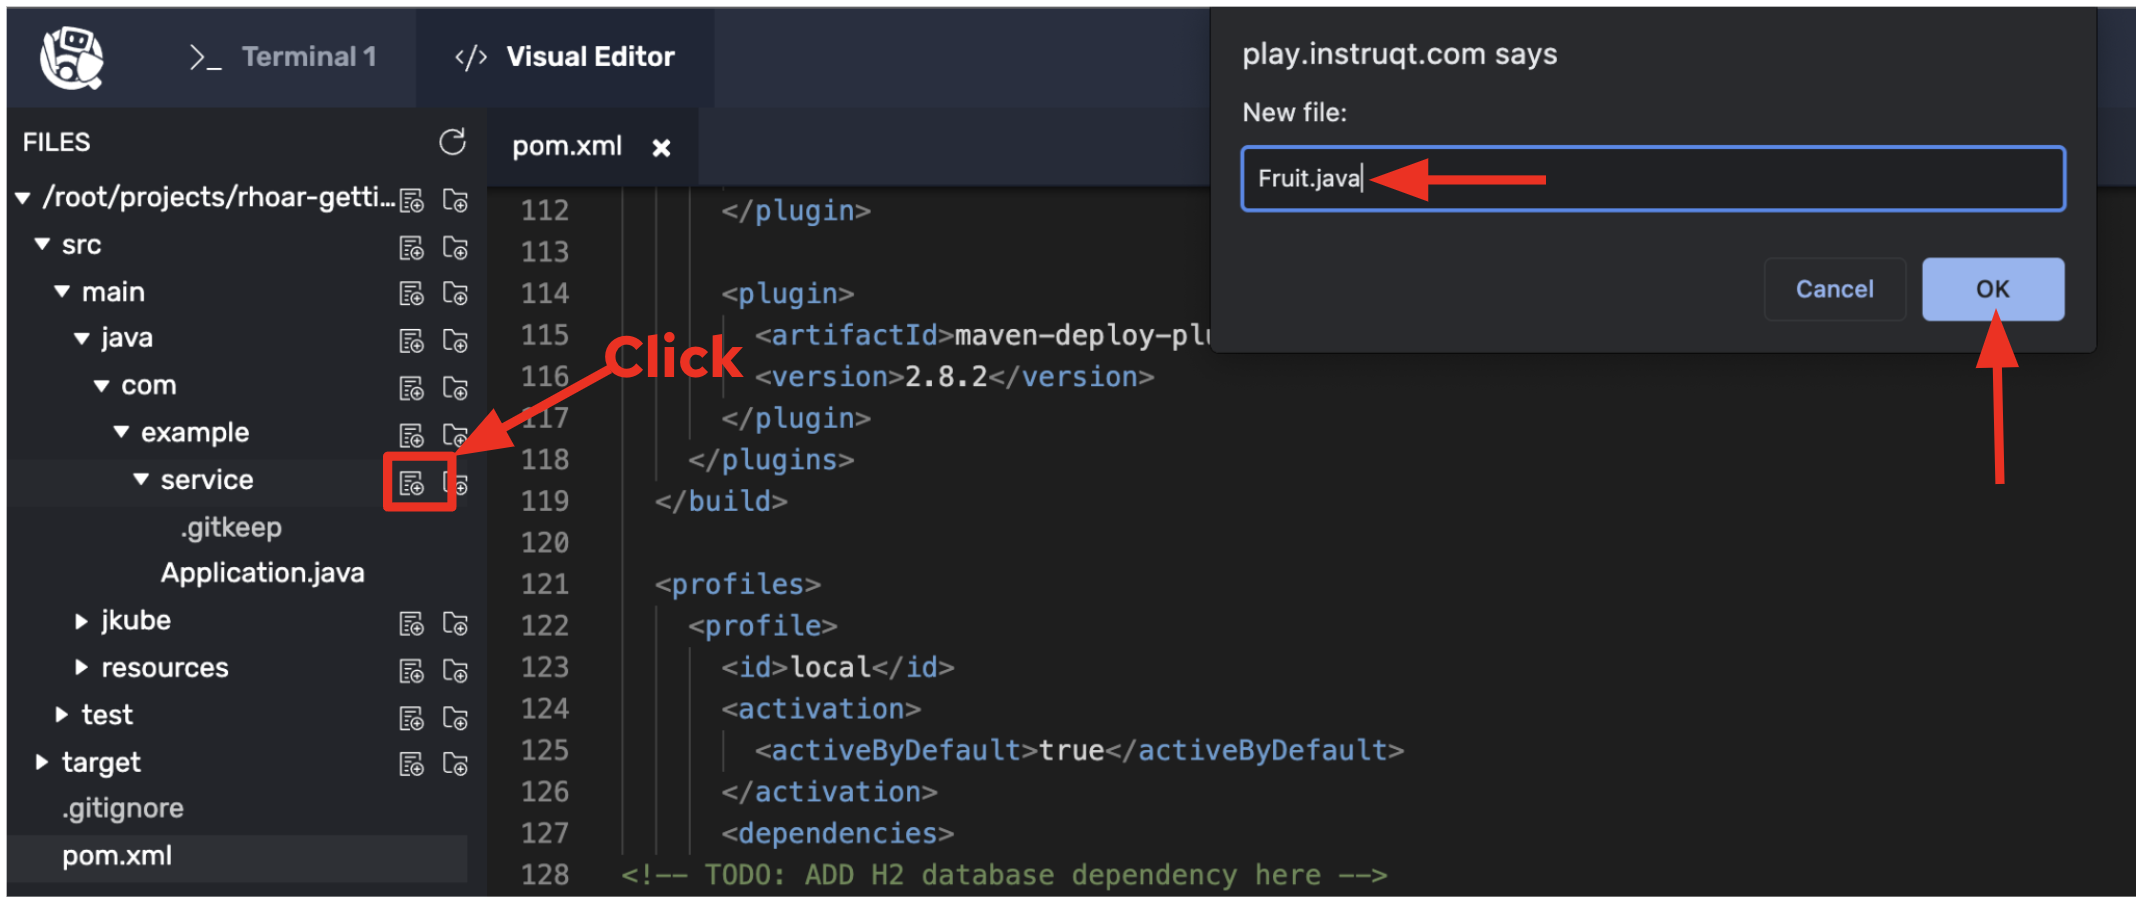 >_ Terminal 1
</> Visual Editor
play.instruqt.com says
New file:
Fruit.java
Cancel
OK
FILES
/root/projects/rhoar-getti...
src
main
java
com
example
service
.gitkeep
Application.java
jkube
resources
test
target
.gitignore
pom.xml
pom.xml ×
112 </plugin>
113
114 <plugin>
115 <artifactId>maven-deploy-plu
116 <version>2.8.2</version>
117 </plugin>
118 </plugins>
119 </build>
120
121 <profiles>
122 <profile>
123 <id>local</id>
124 <activation>
125 <activeByDefault>true</activeByDefault>
126 </activation>
127 <dependencies>
128 <!-- TODO: ADD H2 database dependency here -->
Click